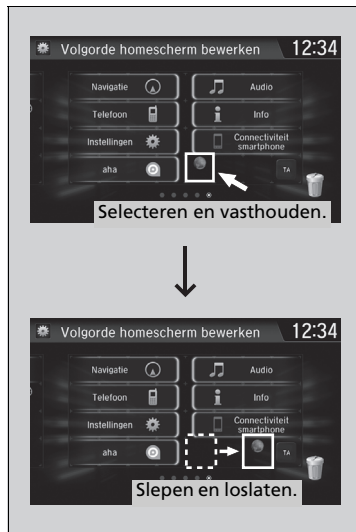 Volgorde homescherm bewerken 12:34
Navigatie Audio
Telefoon Info
Instellingen Connectiviteit
smartphone
aha TA
Selecteren en vasthouden.
Volgorde homescherm bewerken 12:34
Navigatie Audio
Telefoon Info
Instellingen Connectiviteit
smartphone
aha TA
Slepen en loslaten.